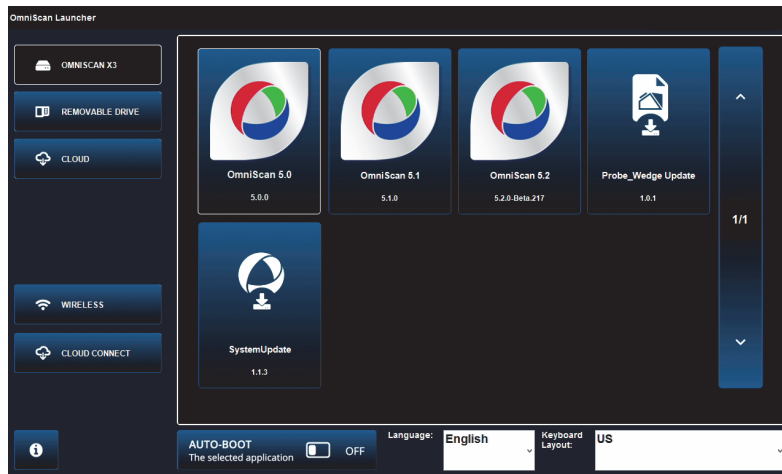 OmniScan Launcher
OMNISCAN X3
REMOVABLE DRIVE
CLOUD
WIRELESS
CLOUD CONNECT
OmniScan 5.0
5.0.0
OmniScan 5.1
5.1.0
OmniScan 5.2
5.2.0-Beta.217
Probe_Wedge Update
1.0.1
SystemUpdate
1.1.3
1/1
AUTO-BOOT
The selected application
OFF
Language:
English
Keyboard
Layout:
US